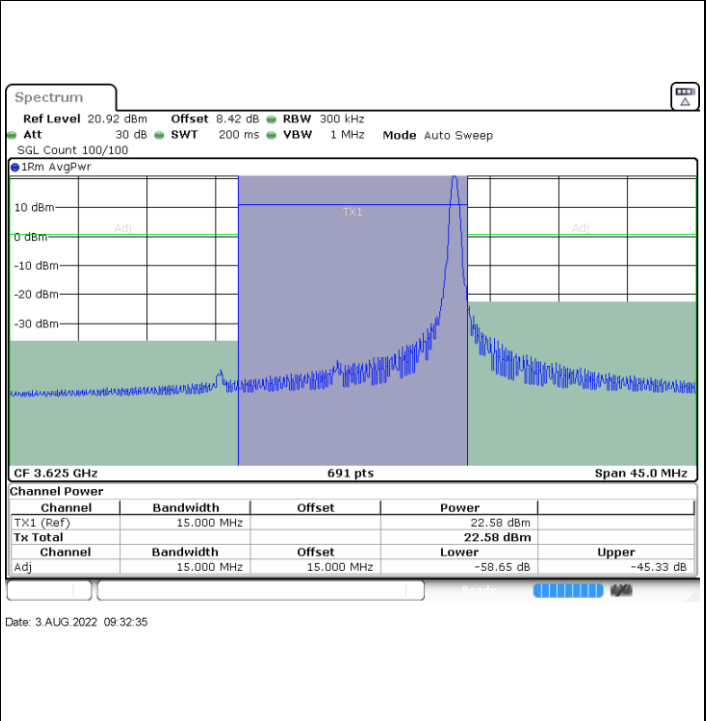 Spectrum
Ref Level 20.92 dBm Offset 8.42 dB RBW 300 kHz
Att 30 dB SWT 200 ms VBW 1 MHz Mode Auto Sweep
SGL Count 100/100
1Rm AvgPwr
10 dBm
TX1
Adj Adj
0 dBm
-10 dBm
-20 dBm
-30 dBm
CF 3.625 GHz 691 pts Span 45.0 MHz
Channel Power
Channel Bandwidth Offset Power
TX1 (Ref) 15.000 MHz 22.58 dBm
Tx Total 22.58 dBm
Channel Bandwidth Offset Lower Upper
Adj 15.000 MHz 15.000 MHz -58.65 dB -45.33 dB
Ready
Date: 3.AUG.2022 09:32:35